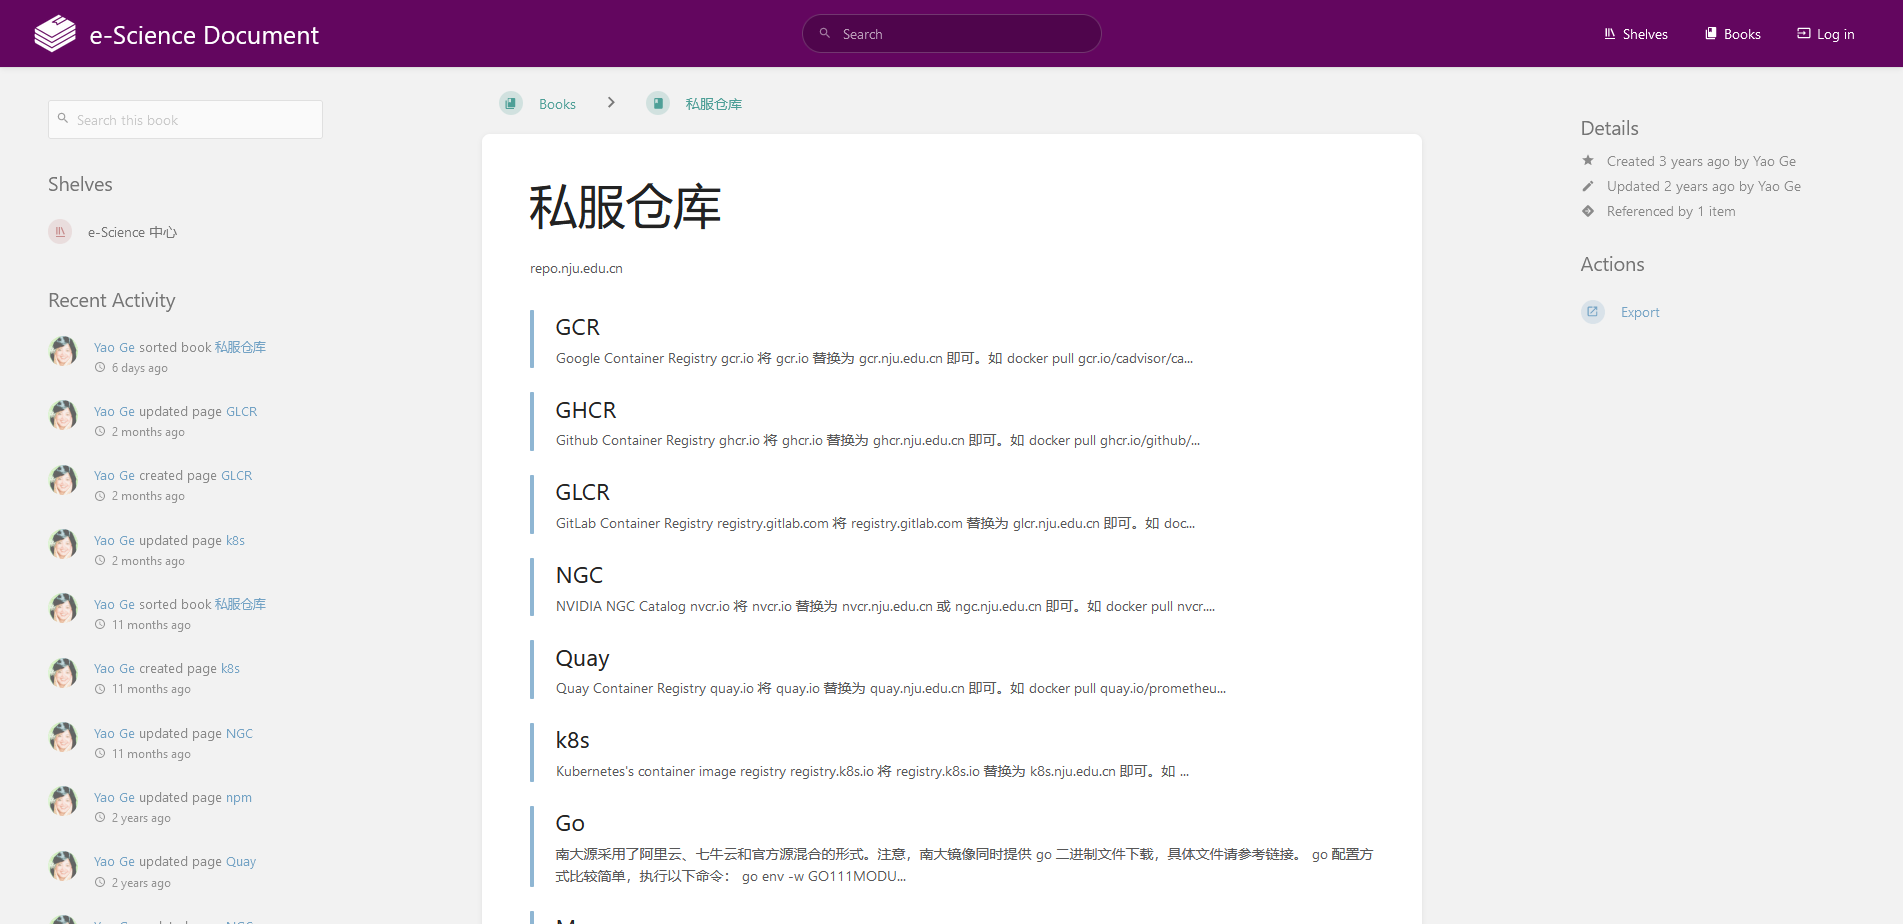 e-Science Document
Search
Shelves
Books
Log in
Search this book
Shelves
e-Science 中心
Recent Activity
Yao Ge sorted book 私服仓库
6 days ago
Yao Ge updated page GLCR
2 months ago
Yao Ge created page GLCR
2 months ago
Yao Ge updated page k8s
2 months ago
Yao Ge sorted book 私服仓库
11 months ago
Yao Ge created page k8s
11 months ago
Yao Ge updated page NGC
11 months ago
Yao Ge updated page npm
2 years ago
Yao Ge updated page Quay
2 years ago
Books
私服仓库
私服仓库
repo.nju.edu.cn
GCR
Google Container Registry gcr.io 将 gcr.io 替换为 gcr.nju.edu.cn 即可。如 docker pull gcr.io/cadvisor/ca...
GHCR
Github Container Registry ghcr.io 将 ghcr.io 替换为 ghcr.nju.edu.cn 即可。如 docker pull ghcr.io/github/...
GLCR
GitLab Container Registry registry.gitlab.com 将 registry.gitlab.com 替换为 glcr.nju.edu.cn 即可。如 doc...
NGC
NVIDIA NGC Catalog nvcr.io 将 nvcr.io 替换为 nvcr.nju.edu.cn 或 ngc.nju.edu.cn 即可。如 docker pull nvcr....
Quay
Quay Container Registry quay.io 将 quay.io 替换为 quay.nju.edu.cn 即可。如 docker pull quay.io/prometheu...
k8s
Kubernetes's container image registry registry.k8s.io 将 registry.k8s.io 替换为 k8s.nju.edu.cn 即可。如 ...
Go
南大源采用了阿里云、七牛云和官方源混合的形式。注意，南大镜像同时提供 go 二进制文件下载，具体文件请参考链接。 go 配置方
式比较简单，执行以下命令： go env -w GO111MODU...
Details
Created 3 years ago by Yao Ge
Updated 2 years ago by Yao Ge
Referenced by 1 item
Actions
Export